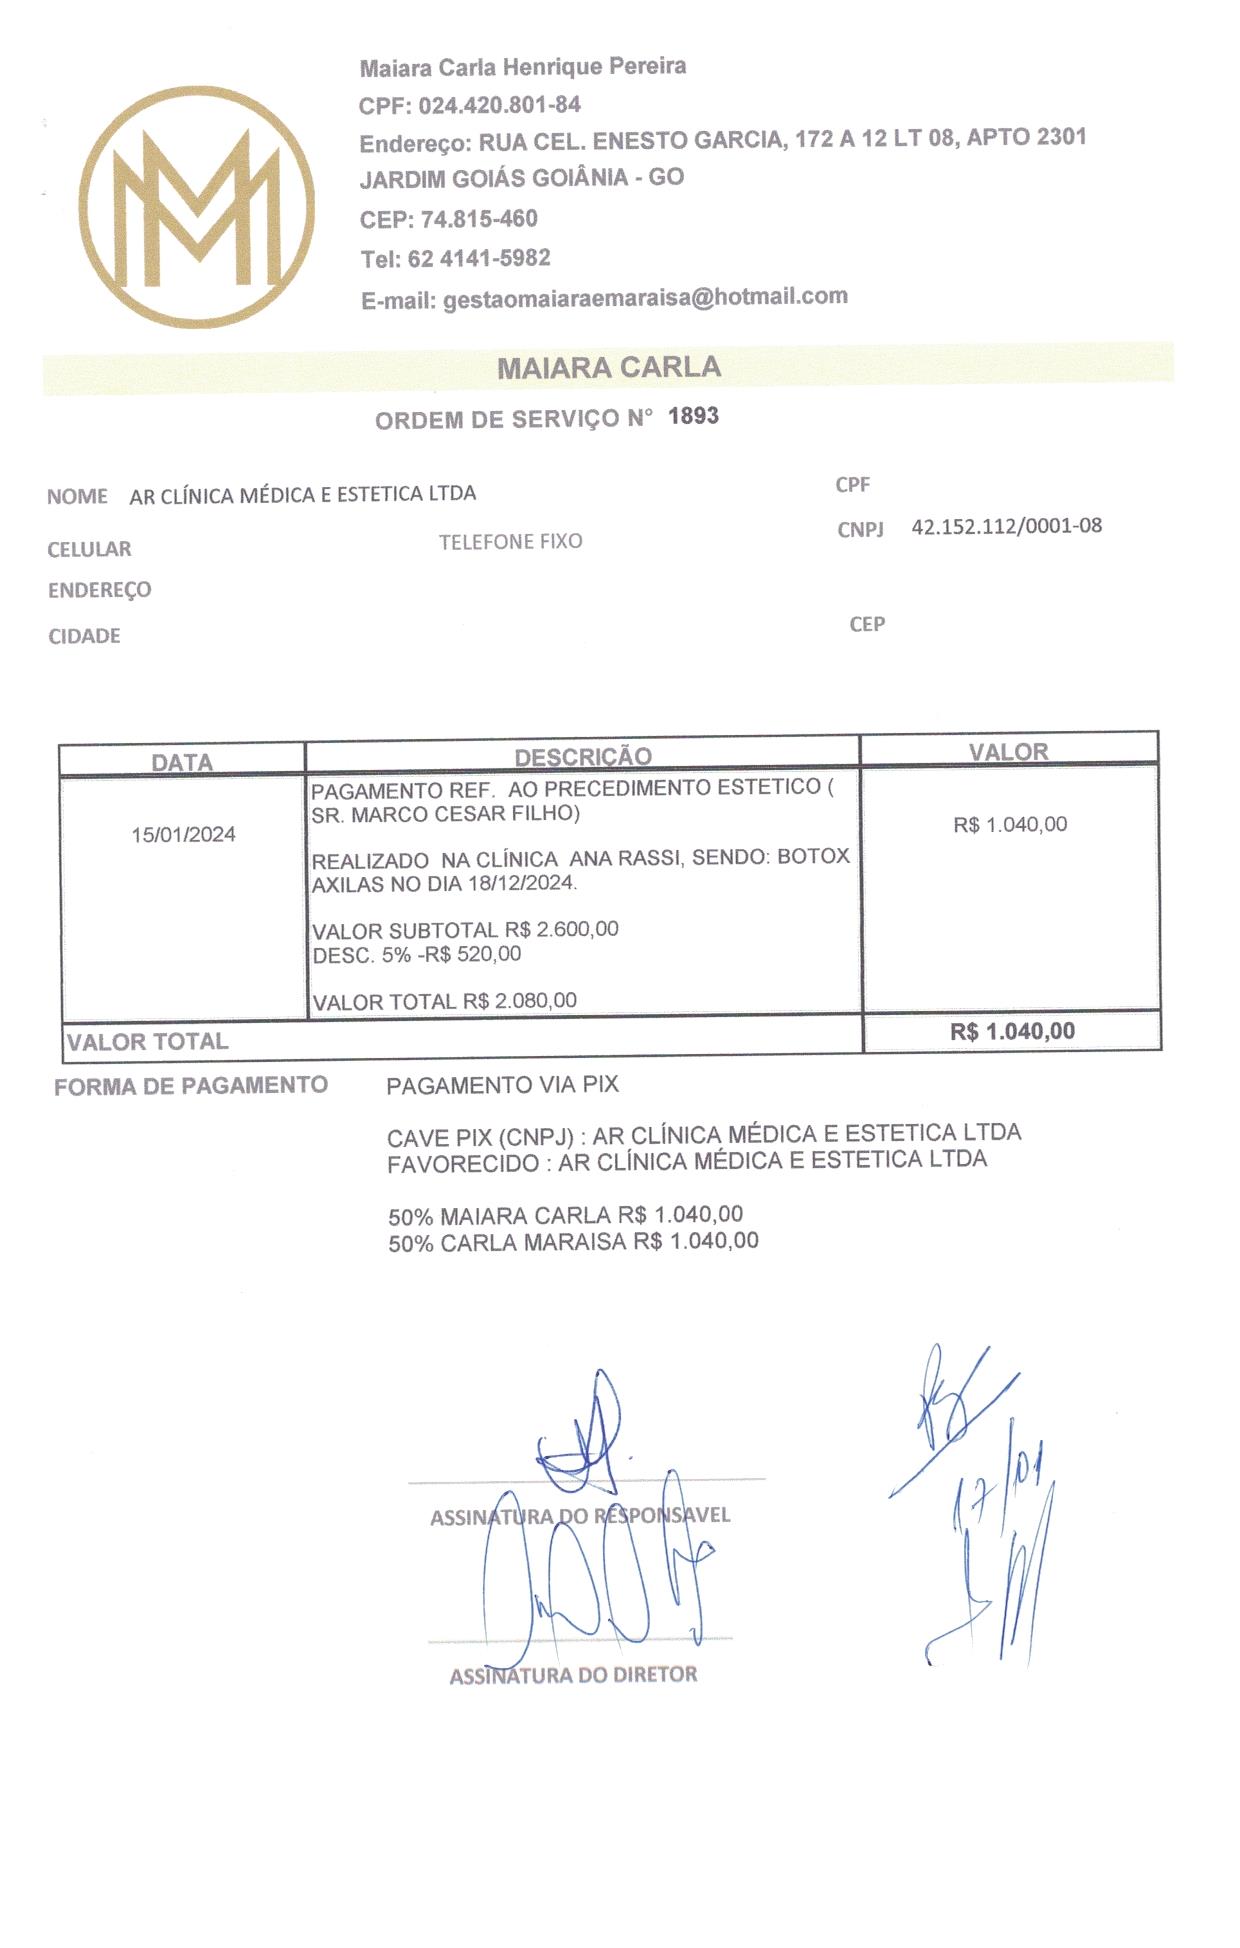 Maiara Carla Henrique Pereira
CPF: 024.420.801-84
Endereço: RUA CEL. ENESTO GARCIA, 172 A 12 LT 08, APTO 2301
JARDIM GOIÁS GOIÂNIA - GO
CEP: 74.815-460
Tel: 62 4141-5982
E-mail: gestaomaiaraemaraisa@hotmail.com
MAIARA CARLA
ORDEM DE SERVIÇO N° 1893
NOME AR CLÍNICA MÉDICA E ESTETICA LTDA
CPF
CELULAR
TELEFONE FIXO
CNPJ 42.152.112/0001-08
ENDEREÇO
CIDADE
CEP
DATA DESCRIÇÃO VALOR
PAGAMENTO REF. AO PRECEDIMENTO ESTETICO (
SR. MARCO CESAR FILHO)
15/01/2024
R$ 1.040,00
REALIZADO NA CLÍNICA ANA RASSI, SENDO: BOTOX
AXILAS NO DIA 18/12/2024.
VALOR SUBTOTAL R$ 2.600,00
DESC. 5% -R$ 520,00
VALOR TOTAL R$ 2.080,00
VALOR TOTAL R$ 1.040,00
FORMA DE PAGAMENTO PAGAMENTO VIA PIX
CAVE PIX (CNPJ) : AR CLÍNICA MÉDICA E ESTETICA LTDA
FAVORECIDO : AR CLÍNICA MÉDICA E ESTETICA LTDA
50% MAIARA CARLA R$ 1.040,00
50% CARLA MARAISA R$ 1.040,00
17/01
ASSINATURA DO RESPONSAVEL
ASSINATURA DO DIRETOR